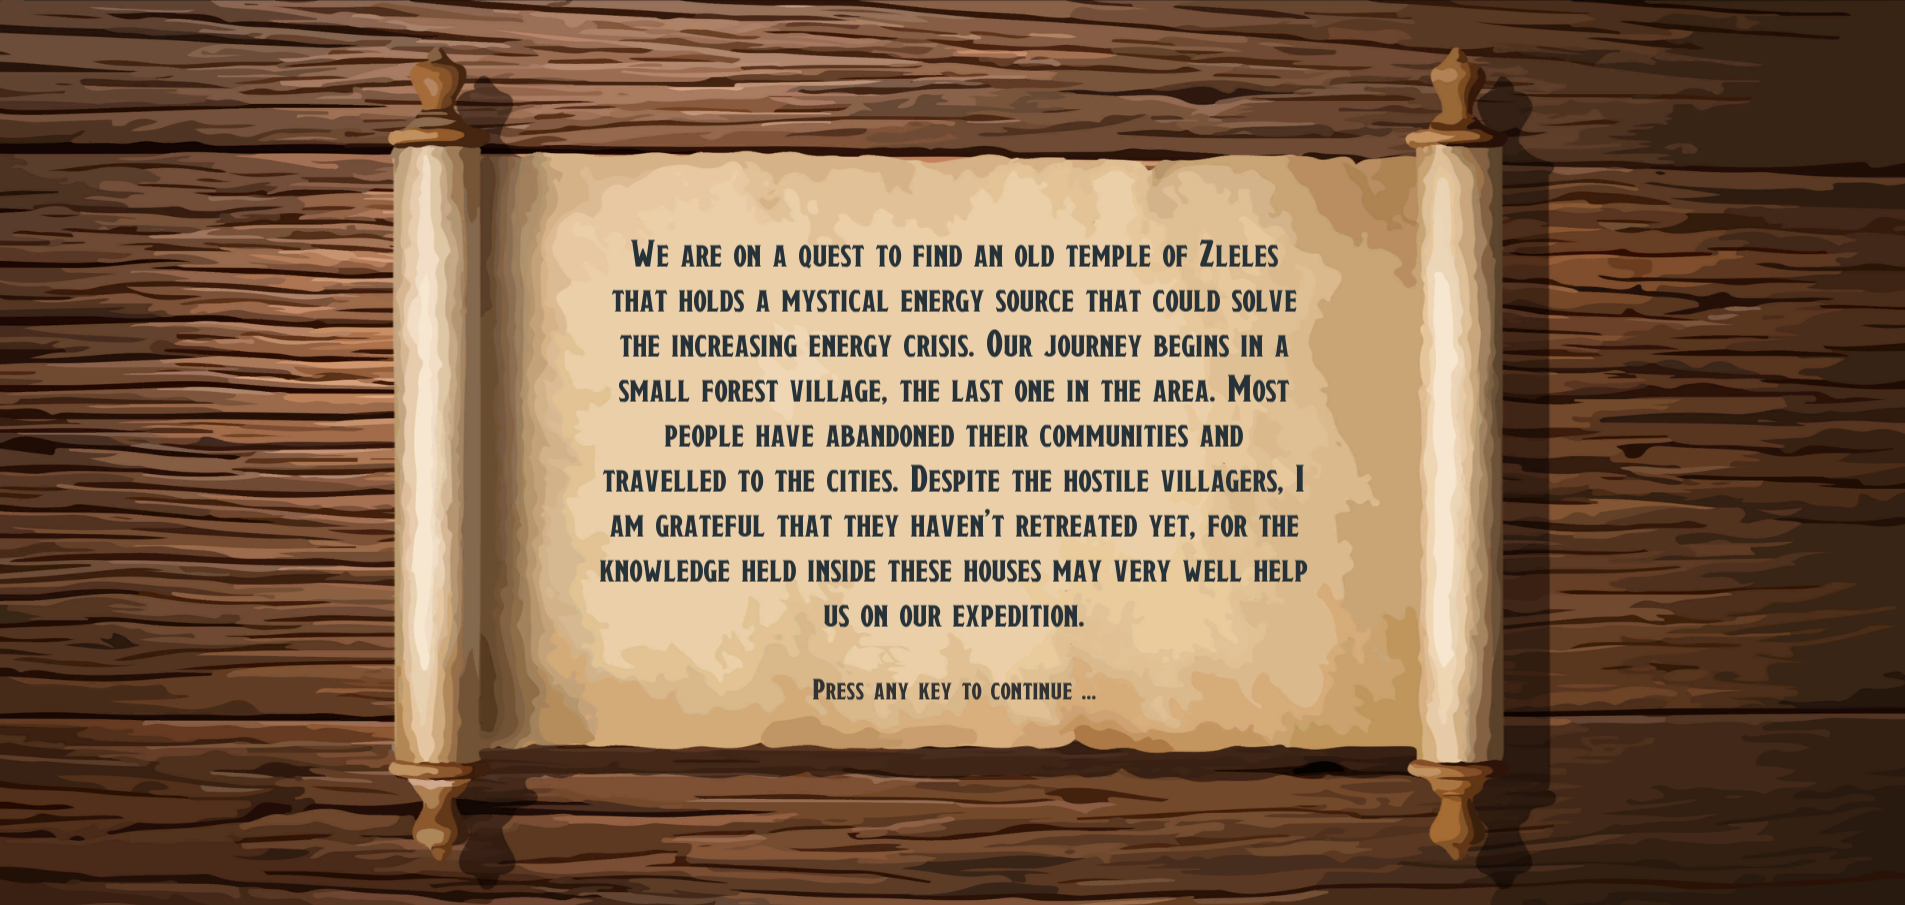 We are on a quest to find an old temple of Zleles
that holds a mystical energy source that could solve
the increasing energy crisis. Our journey begins in a
small forest village, the last one in the area. Most
people have abandoned their communities and
travelled to the cities. Despite the hostile villagers, I
am grateful that they haven't retreated yet, for the
knowledge held inside these houses may very well help
us on our expedition.
Press any key to continue ...